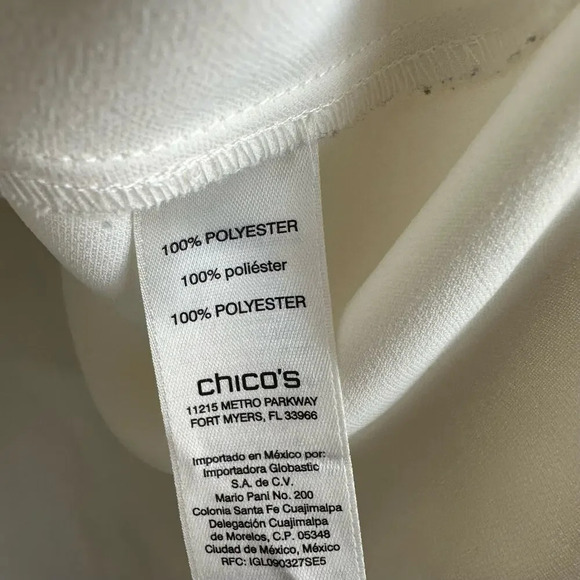 100% POLYESTER
100% poliéster
100% POLYESTER
chico's
11215 METRO PARKWAY
FORT MYERS, FL 33966
Importado en México por:
Importadora Globastic
S.A. de C.V.
Mario Pani No. 200
Colonia Santa Fe Cuajimalpa
Delegación Cuajimalpa
de Morelos, C.P. 05348
Ciudad de México, México
RFC: IGL090327SE5